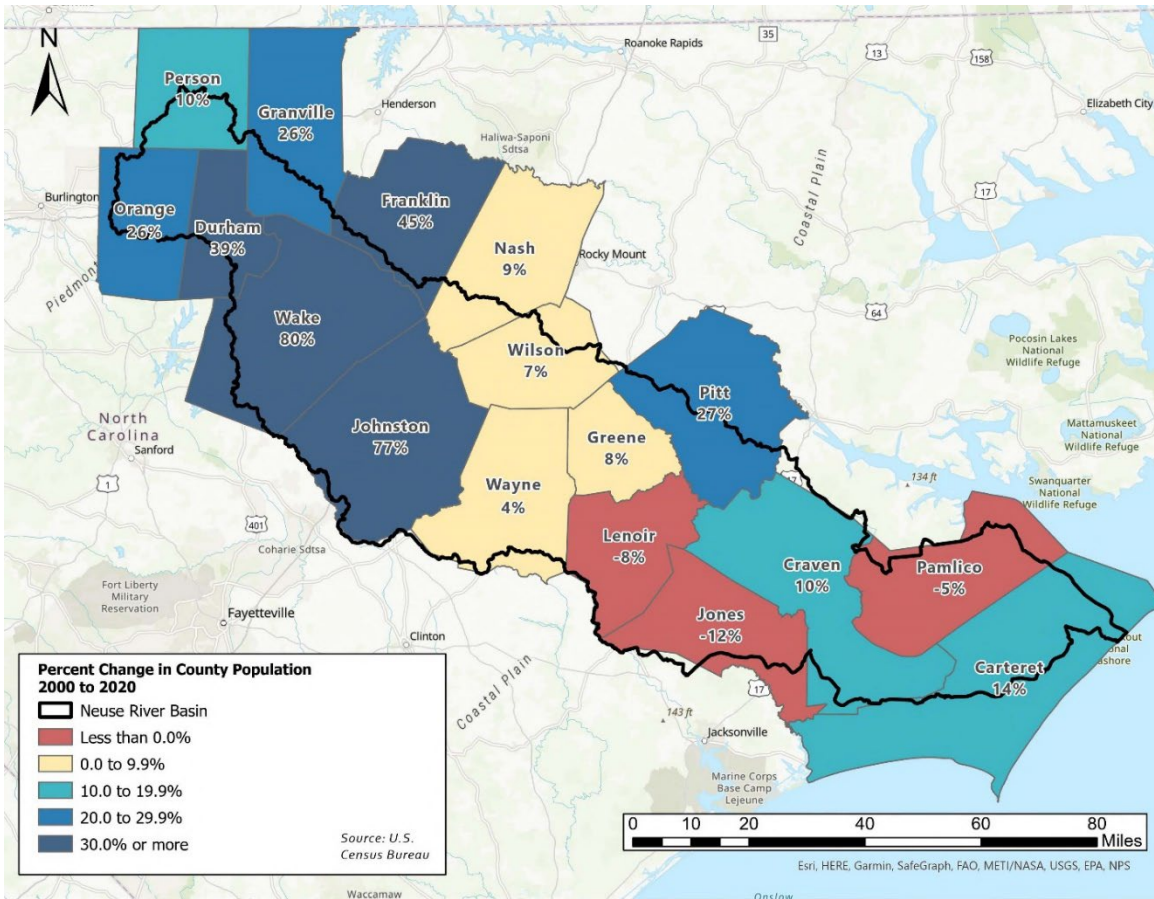 N
Roanoke Rapids
35
13
158
Person
10%
Granville
26%
Henderson
Elizabeth City
Haliwa-Saponi
Sdtsa
Coastal Plain
17
Burlington
Orange
26%
Durham
39%
Franklin
45%
Nash
9%
Rocky Mount
Piedmont
64
Wake
80%
Wilson
7%
Pitt
27%
Pocosin Lakes
National
Wildlife Refuge
North
Carolina
Sanford
Johnston
77%
Greene
8%
Mattamuskeet
National
Wildlife Refuge
1
Wayne
4%
17
134 ft
Swanquarter
National
Wildlife Refuge
401
Coharie Sdtsa
Lenoir
-8%
Craven
10%
Pamlico
-5%
Fort Liberty
Military
Reservation
Fayetteville
Clinton
Jones
-12%
Carteret
14%
out
onal
ashore
17
Coastal Plain
143 ft
Jacksonville
Marine Corps
Base Camp
Lejeune
Percent Change in County Population
2000 to 2020
Neuse River Basin
Less than 0.0%
0.0 to 9.9%
10.0 to 19.9%
20.0 to 29.9%
30.0% or more
Source: U.S.
Census Bureau
0 10 20 40 60 80
Miles
Esri, HERE, Garmin, SafeGraph, FAO, METI/NASA, USGS, EPA, NPS
Waccamaw
Onslow